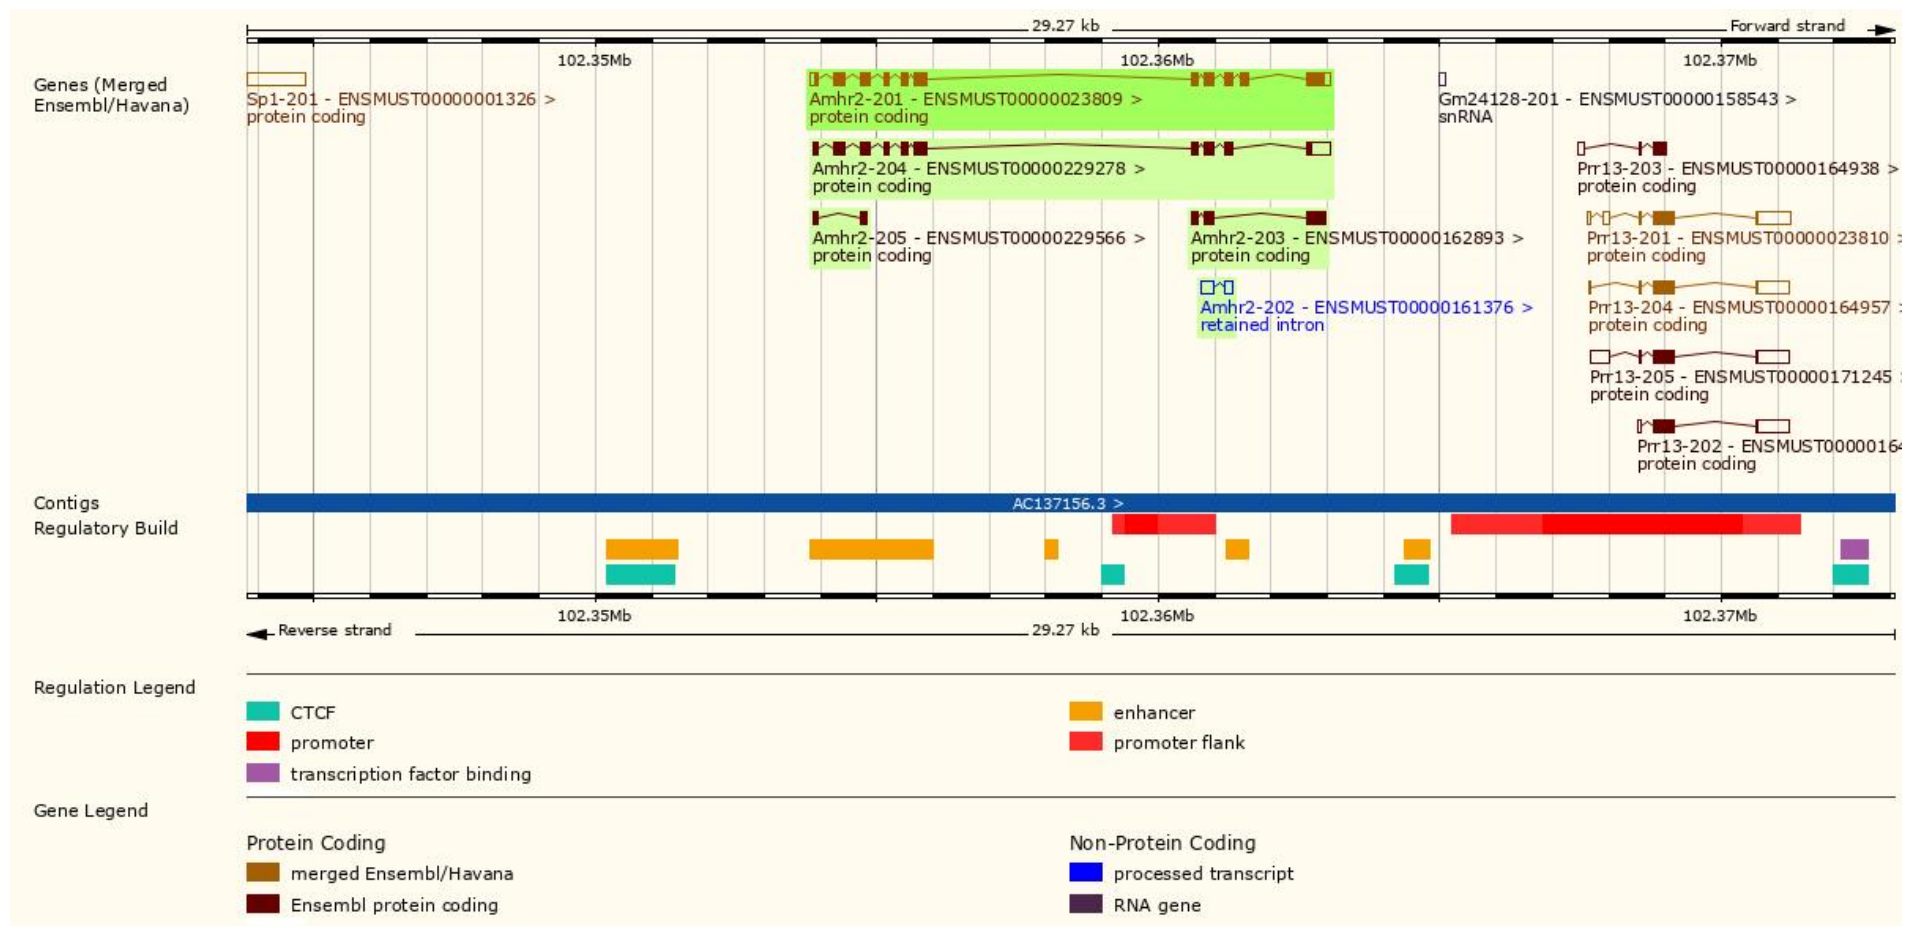 29.27 kb
Forward strand
102.35Mb 102.36Mb 102.37Mb
Genes (Merged
Ensembl/Havana)
Sp1-201 - ENSMUST00000001326 >
protein coding
Amhr2-201 - ENSMUST00000023809 >
protein coding
Gm24128-201 - ENSMUST00000158543 >
snRNA
Amhr2-204 - ENSMUST00000229278 >
protein coding
Prr13-203 - ENSMUST00000164938 >
protein coding
Amhr2-205 - ENSMUST00000229566 >
protein coding
Amhr2-203 - ENSMUST00000162893 >
protein coding
Prr13-201 - ENSMUST00000023810 >
protein coding
Amhr2-202 - ENSMUST00000161376 >
retained intron
Prr13-204 - ENSMUST00000164957 >
protein coding
Prr13-205 - ENSMUST00000171245 >
protein coding
Prr13-202 - ENSMUST00000164
protein coding
Contigs
AC137156.3 >
Regulatory Build
102.35Mb 102.36Mb 102.37Mb
Reverse strand
29.27 kb
Regulation Legend
CTCF
enhancer
promoter
promoter flank
transcription factor binding
Gene Legend
Protein Coding
Non-Protein Coding
merged Ensembl/Havana
processed transcript
Ensembl protein coding
RNA gene